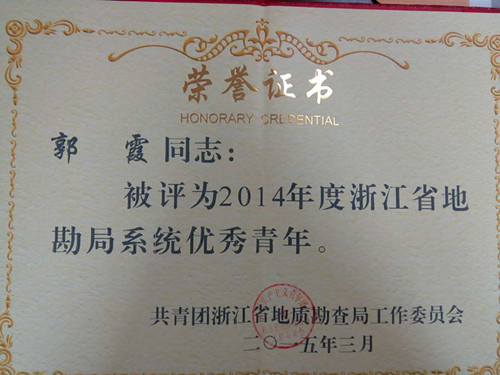 荣誉证书
HONORARY CREDENTIAL
郭 霞 同志：
被评为2014年度浙江省地
勘局系统优秀青年。
共青团浙江省地质勘查局工作委员会
二〇一五年三月